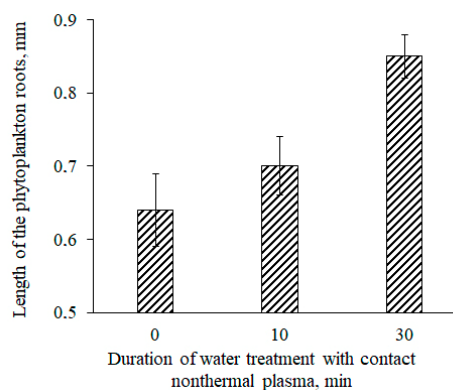 Length of the phytoplankton roots, mm
0.9
0.8
0.7
0.6
0.5
0 10 30
Duration of water treatment with contact
nonthermal plasma, min